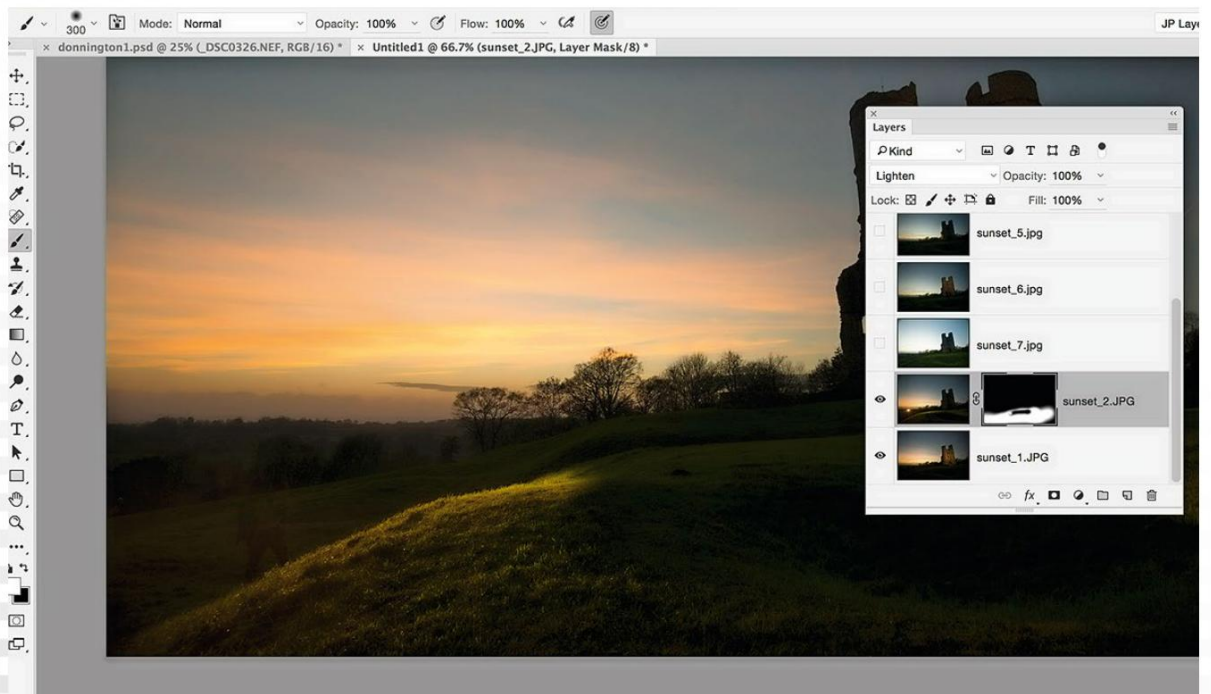 300 Mode: Normal Opacity: 100% Flow: 100%
× donnington1.psd @ 25% (_DSC0326.NEF, RGB/16) * × Untitled1 @ 66.7% (sunset_2.JPG, Layer Mask/8) *
Layers
Kind
Lighten Opacity: 100%
Lock: Fill: 100%
sunset_5.jpg
sunset_6.jpg
sunset_7.jpg
sunset_2.JPG
sunset_1.JPG
fx